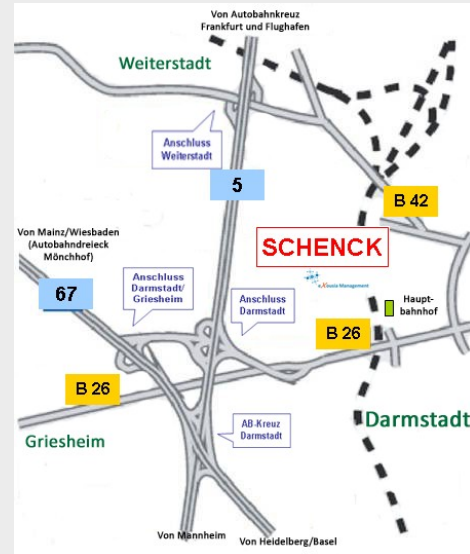 Von Autobahnkreuz
Frankfurt und Flughafen
Weiterstadt
Anschluss
Weiterstadt
5
B 42
Von Mainz/Wiesbaden
(Autobahndreieck
Mönchhof)
SCHENCK
67
Anschluss
Darmstadt/
Griesheim
Anschluss
Darmstadt
Haupt-
bahnhof
B 26
B 26
Darmstadt
Griesheim
AB-Kreuz
Darmstadt
Von Mannheim
Von Heidelberg/Basel